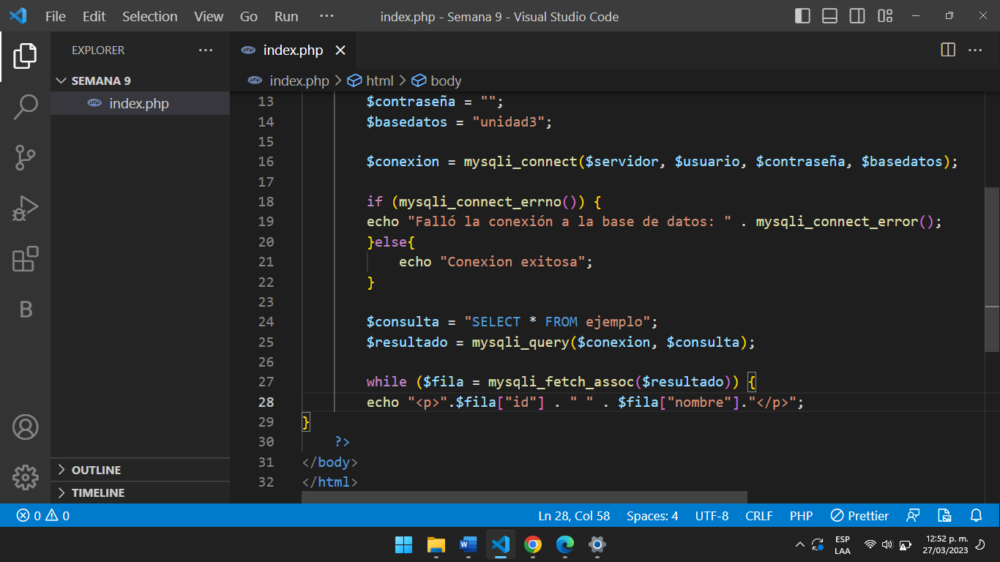 File Edit Selection View Go Run ··· index.php - Semana 9 - Visual Studio Code
EXPLORER ···
SEMANA 9
php index.php
OUTLINE
TIMELINE
php index.php
php index.php > html > body
13 $contraseña = "";
14 $basedatos = "unidad3";
15
16 $conexion = mysqli_connect($servidor, $usuario, $contraseña, $basedatos);
17
18 if (mysqli_connect_errno()) {
19 echo "Falló la conexión a la base de datos: " . mysqli_connect_error();
20 }else{
21 echo "Conexion exitosa";
22 }
23
24 $consulta = "SELECT * FROM ejemplo";
25 $resultado = mysqli_query($conexion, $consulta);
26
27 while ($fila = mysqli_fetch_assoc($resultado)) {
28 echo "<p>".$fila["id"] . " " . $fila["nombre"]."</p>";
29 }
30 ?>
31 </body>
32 </html>
B
0 0 Ln 28, Col 58 Spaces: 4 UTF-8 CRLF PHP Prettier
W
ESP
LAA
12:52 p. m.
27/03/2023